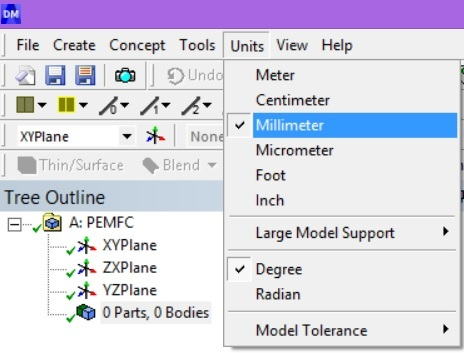 DM
File Create Concept Tools Units View Help
Undo
Meter
Centimeter
Millimeter
Micrometer
Foot
Inch
Large Model Support
Degree
Radian
Model Tolerance
XYPlane
None
Thin/Surface Blend
Tree Outline
A: PEMFC
XYPlane
ZXPlane
YZPlane
0 Parts, 0 Bodies